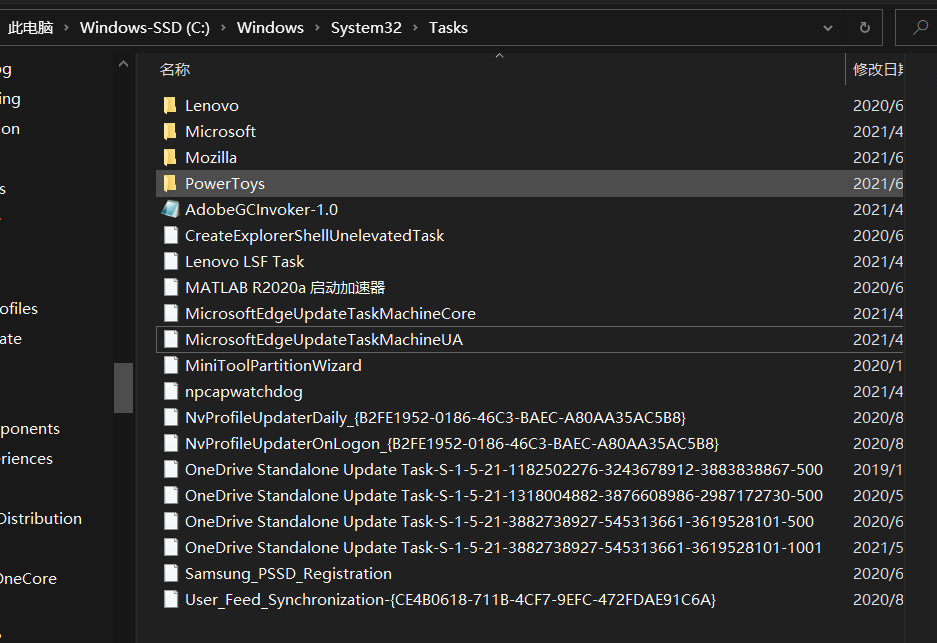 此电脑 › Windows-SSD (C:) › Windows › System32 › Tasks
名称 修改日期
Lenovo 2020/6
Microsoft 2021/4
Mozilla 2021/6
PowerToys 2021/6
AdobeGCInvoker-1.0 2021/4
CreateExplorerShellUnelevatedTask 2020/6
Lenovo LSF Task 2021/4
MATLAB R2020a 启动加速器 2020/6
MicrosoftEdgeUpdateTaskMachineCore 2021/4
MicrosoftEdgeUpdateTaskMachineUA 2021/4
MiniToolPartitionWizard 2020/1
npcapwatchdog 2021/4
NvProfileUpdaterDaily_{B2FE1952-0186-46C3-BAEC-A80AA35AC5B8} 2020/8
NvProfileUpdaterOnLogon_{B2FE1952-0186-46C3-BAEC-A80AA35AC5B8} 2020/8
OneDrive Standalone Update Task-S-1-5-21-1182502276-3243678912-3883838867-500 2019/1
OneDrive Standalone Update Task-S-1-5-21-1318004882-3876608986-2987172730-500 2020/5
OneDrive Standalone Update Task-S-1-5-21-3882738927-545313661-3619528101-500 2020/6
OneDrive Standalone Update Task-S-1-5-21-3882738927-545313661-3619528101-1001 2021/5
Samsung_PSSD_Registration 2020/6
User_Feed_Synchronization-{CE4B0618-711B-4CF7-9EFC-472FDAE91C6A} 2020/8
og
ing
ion
s
ofiles
ate
ponents
eriences
Distribution
OneCore